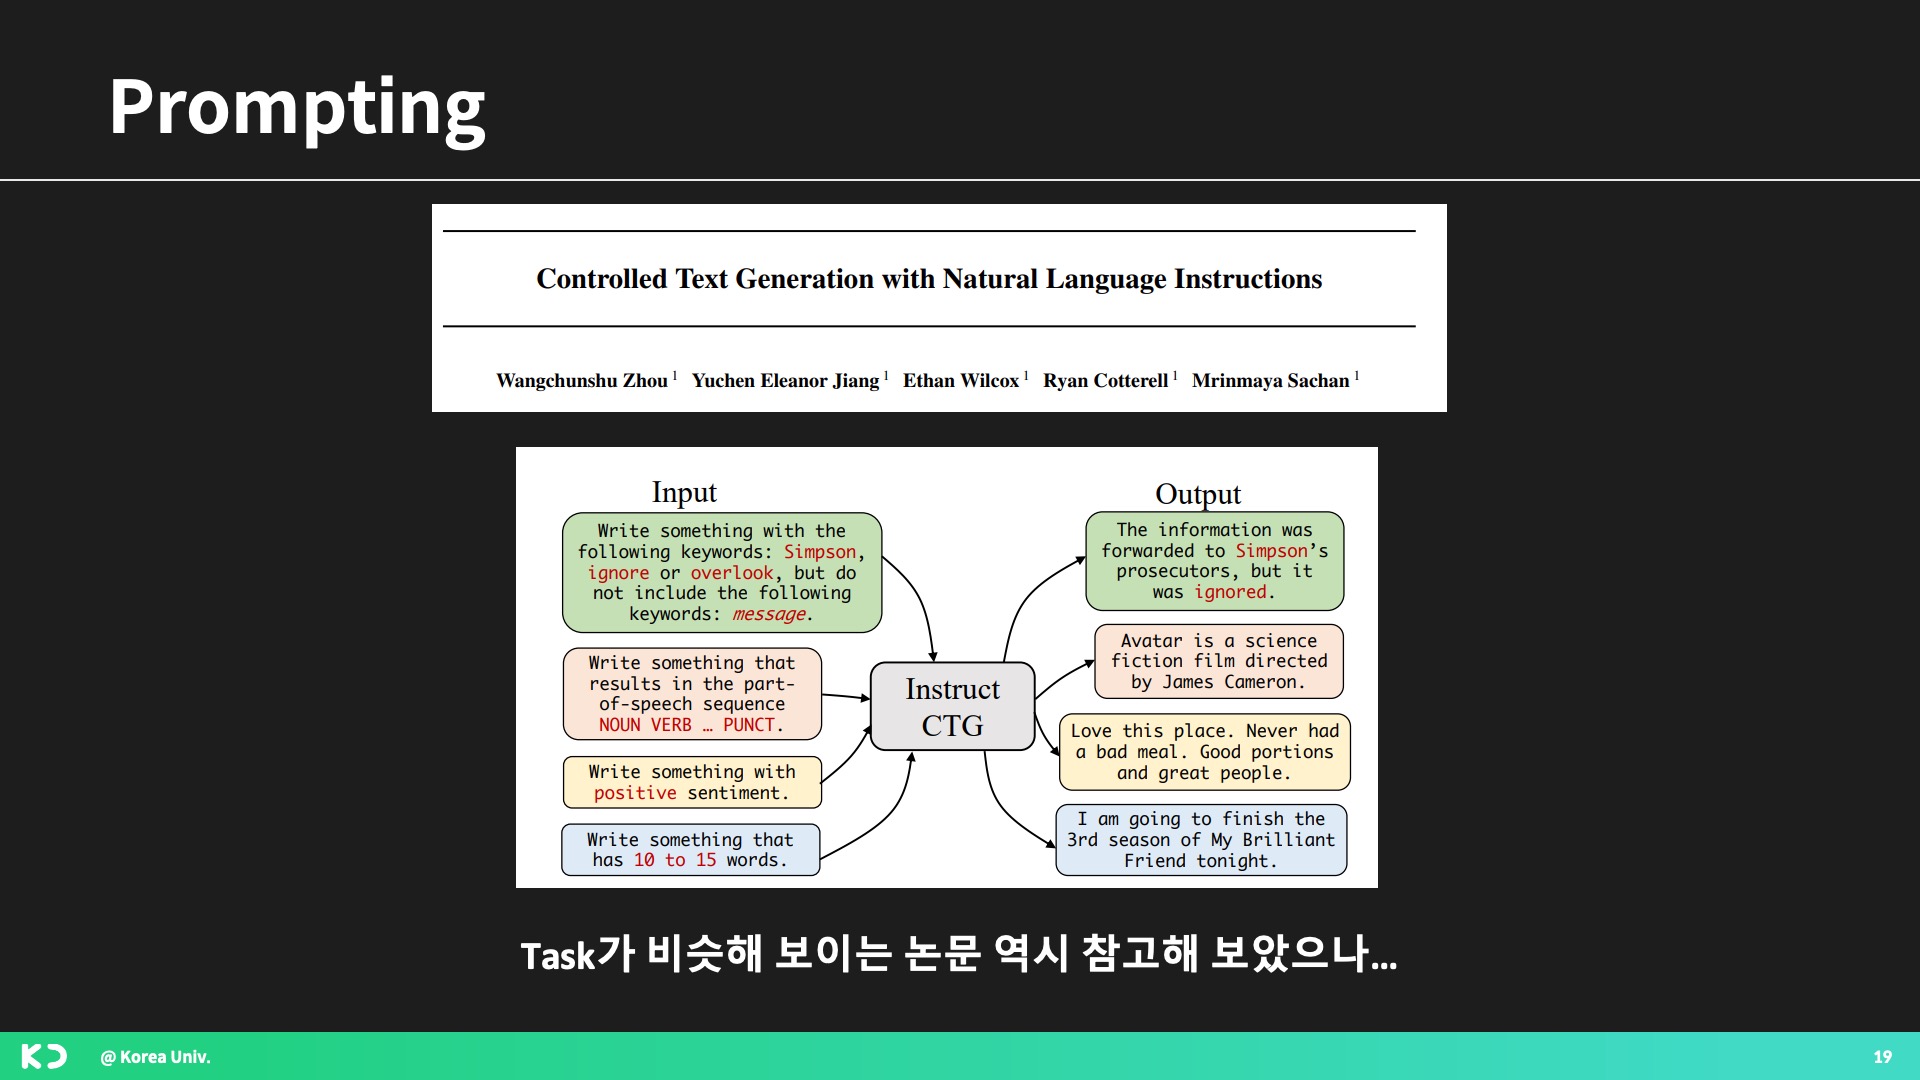 Prompting
Controlled Text Generation with Natural Language Instructions
Wangchunshu Zhou 1 Yuchen Eleanor Jiang 1 Ethan Wilcox 1 Ryan Cotterell 1 Mrinmaya Sachan 1
Input
Write something with the
following keywords: Simpson,
ignore or overlook, but do
not include the following
keywords: message.
Write something that
results in the part-
of-speech sequence
NOUN VERB … PUNCT.
Write something with
positive sentiment.
Write something that
has 10 to 15 words.
Instruct
CTG
Output
The information was
forwarded to Simpson's
prosecutors, but it
was ignored.
Avatar is a science
fiction film directed
by James Cameron.
Love this place. Never had
a bad meal. Good portions
and great people.
I am going to finish the
3rd season of My Brilliant
Friend tonight.
Task가 비슷해 보이는 논문 역시 참고해 보았으나…
@ Korea Univ.
19